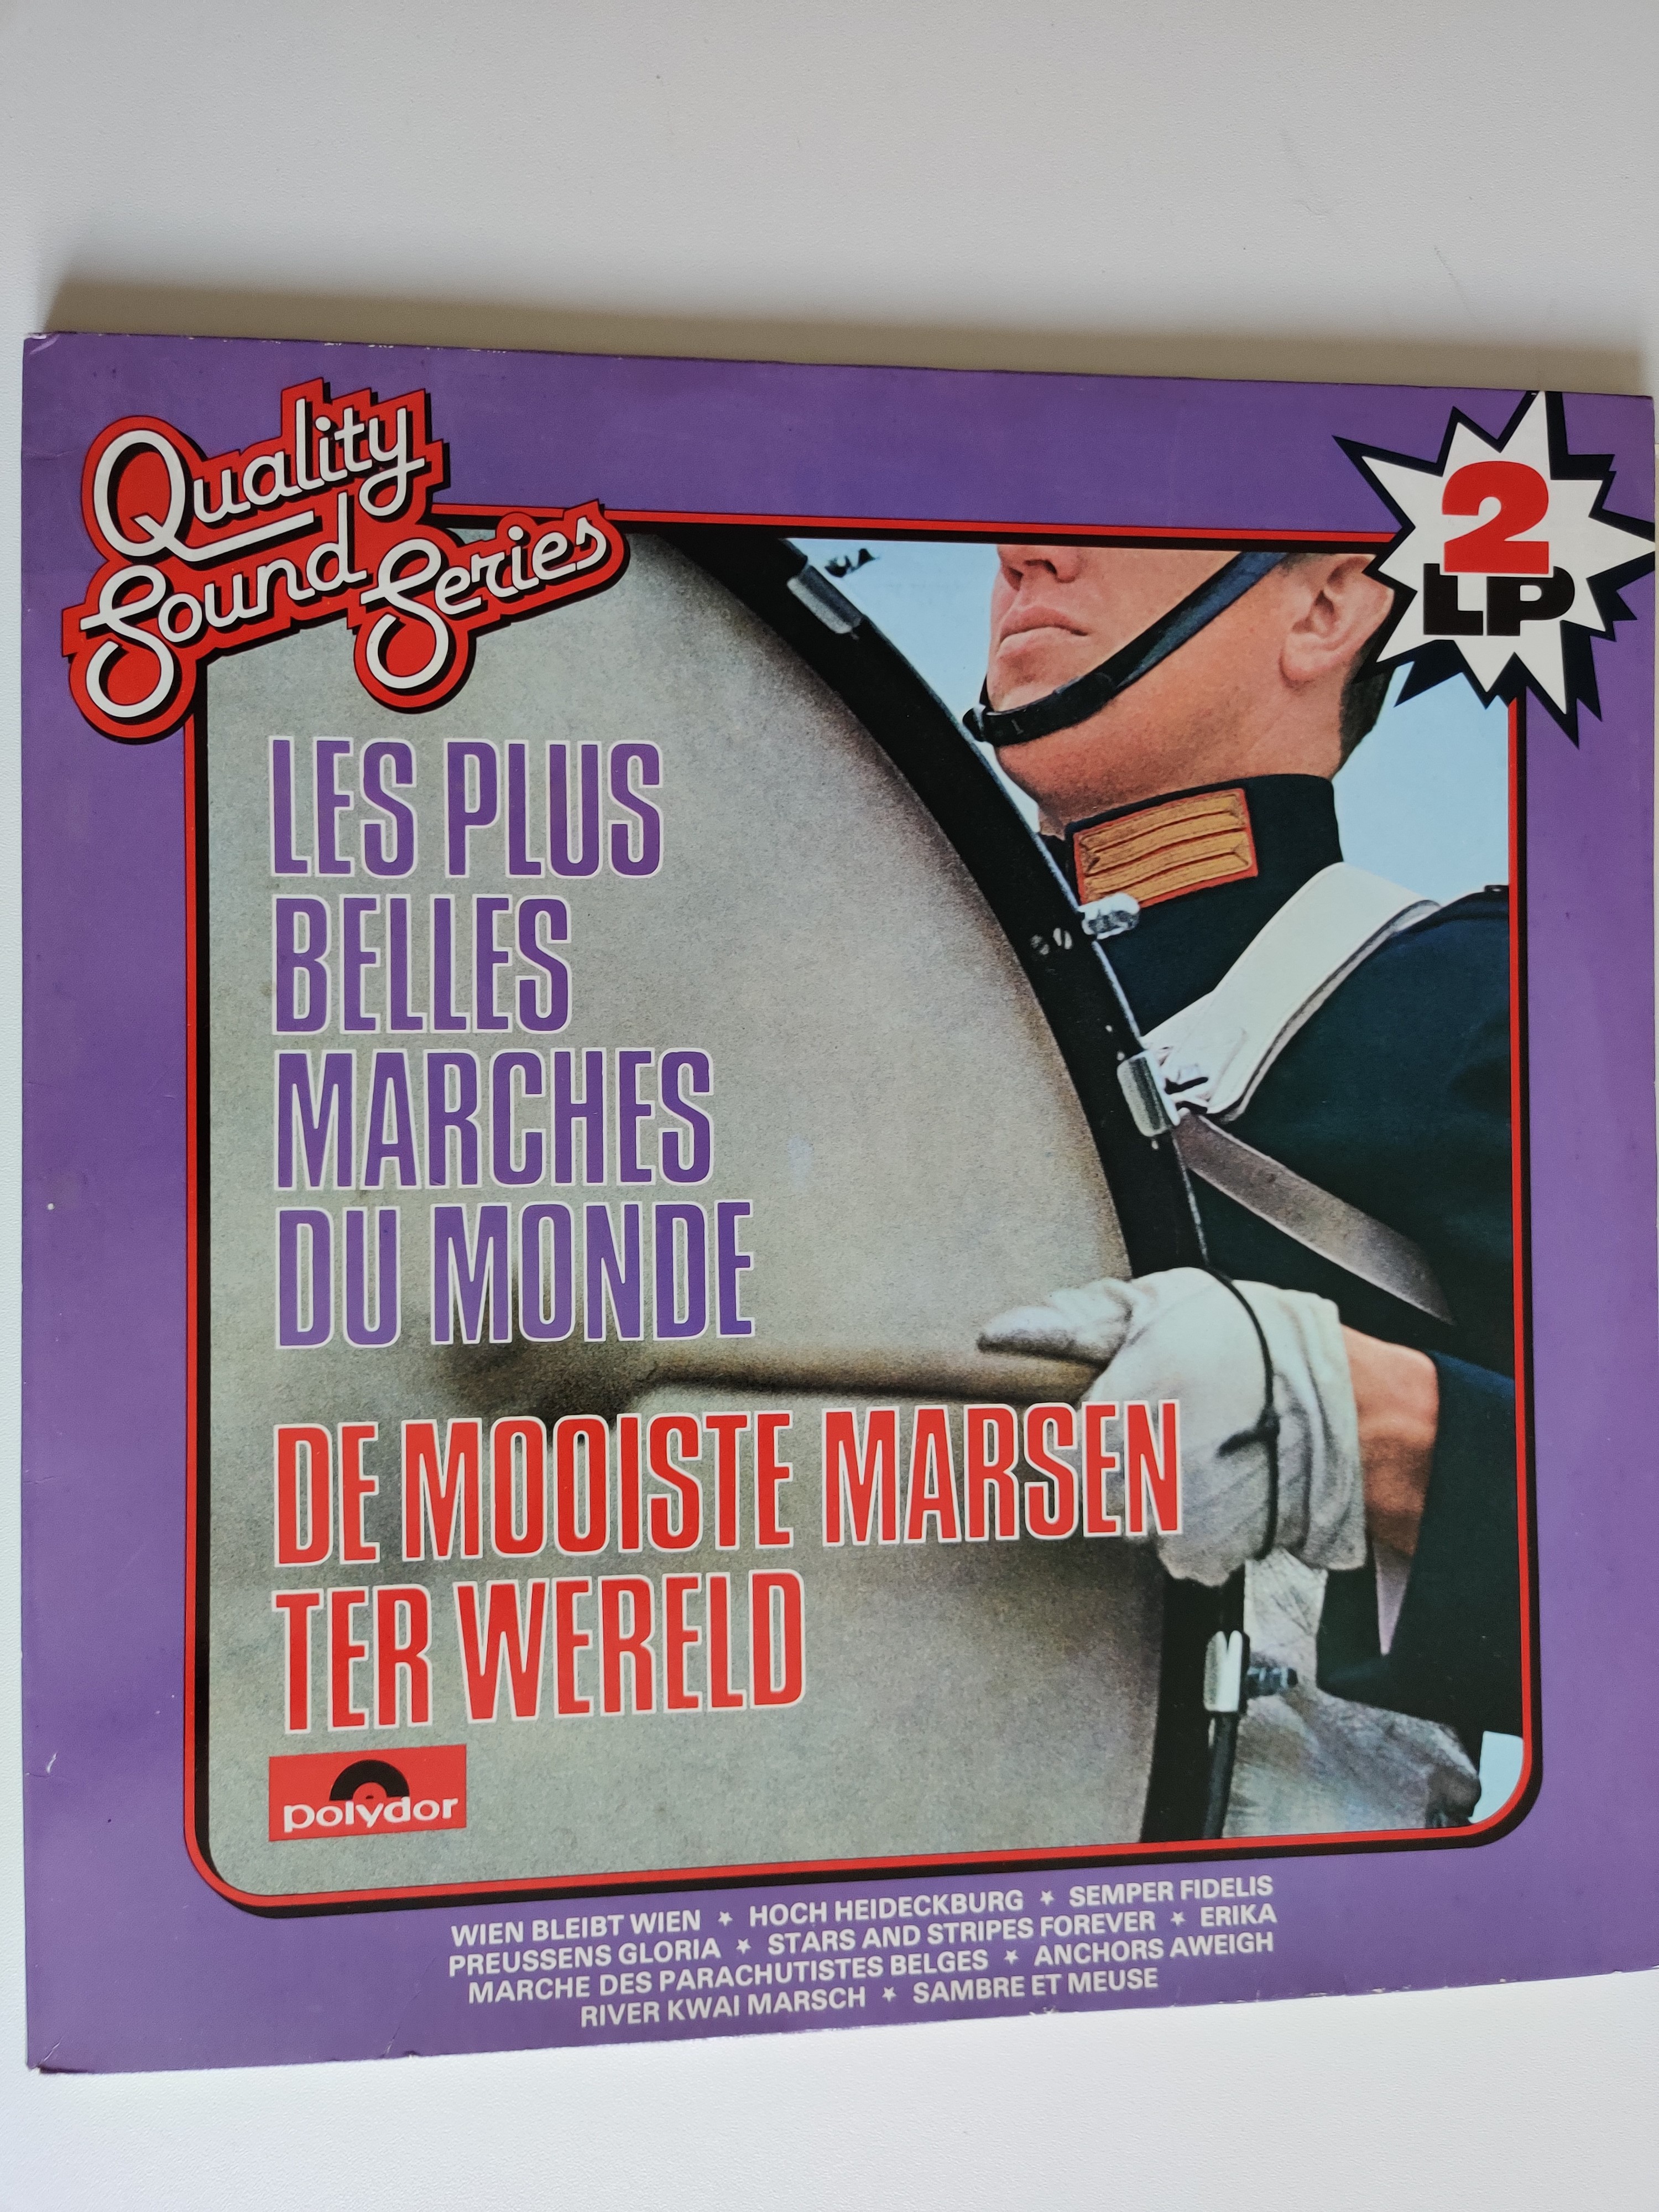 Quality
Sound Series
2
LP
LES PLUS
BELLES
MARCHES
DU MONDE
DE MOOISTE MARSEN
TER WERELD
polydor
WIEN BLEIBT WIEN ★ HOCH HEIDECKBURG ★ SEMPER FIDELIS
PREUSSENS GLORIA ★ STARS AND STRIPES FOREVER ★ ERIKA
MARCHE DES PARACHUTISTES BELGES ★ ANCHORS AWEIGH
RIVER KWAI MARSCH ★ SAMBRE ET MEUSE